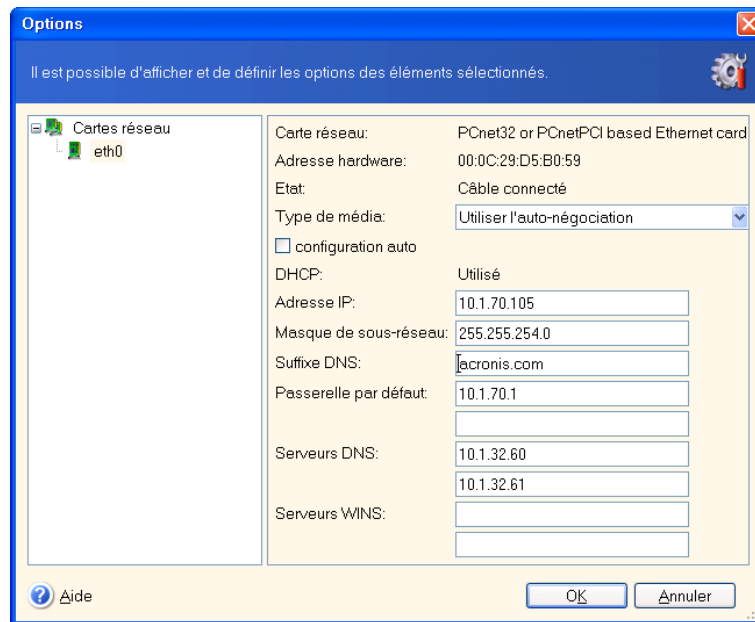 Options
Il est possible d'afficher et de définir les options des éléments sélectionnés.
Cartes réseau
eth0
Carte réseau: PCnet32 or PCnetPCI based Ethernet card
Adresse hardware: 00:0C:29:D5:B0:59
Etat: Câble connecté
Type de média: Utiliser l'auto-négociation
configuration auto
DHCP: Utilisé
Adresse IP: 10.1.70.105
Masque de sous-réseau: 255.255.254.0
Suffixe DNS: acronis.com
Passerelle par défaut: 10.1.70.1
Serveurs DNS: 10.1.32.60
10.1.32.61
Serveurs WINS:
Aide
OK
Annuler